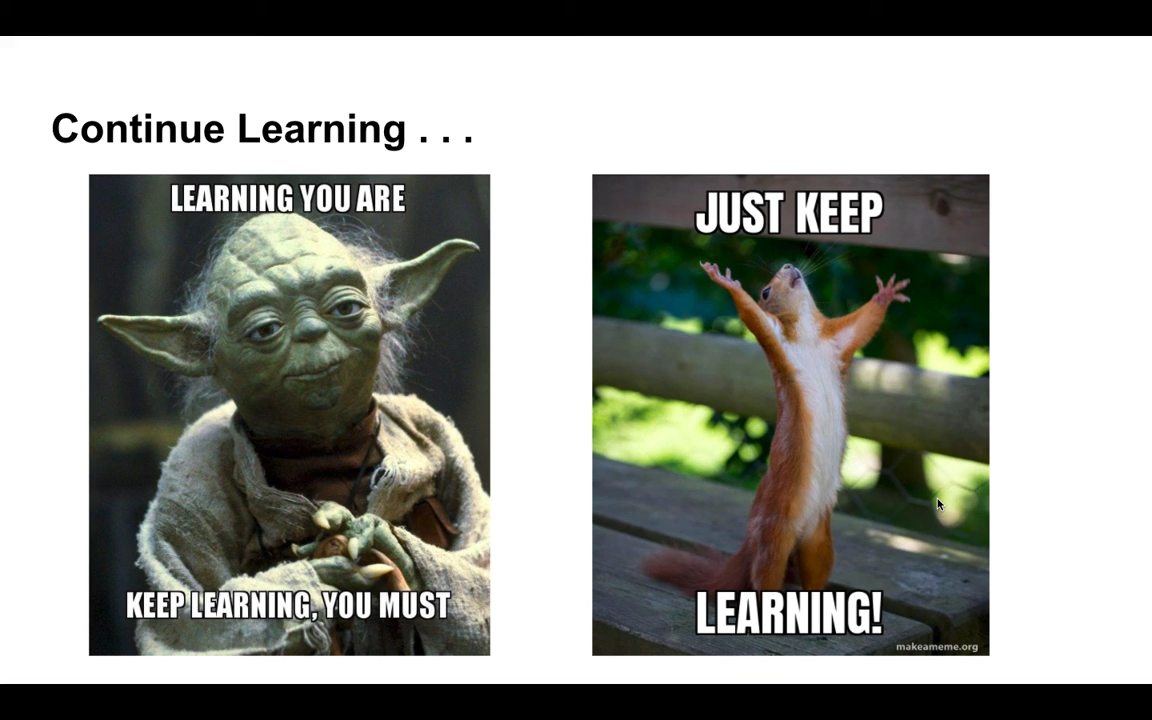 Continue Learning . . .
LEARNING YOU ARE
KEEP LEARNING, YOU MUST
JUST KEEP
LEARNING!
makeameme.org